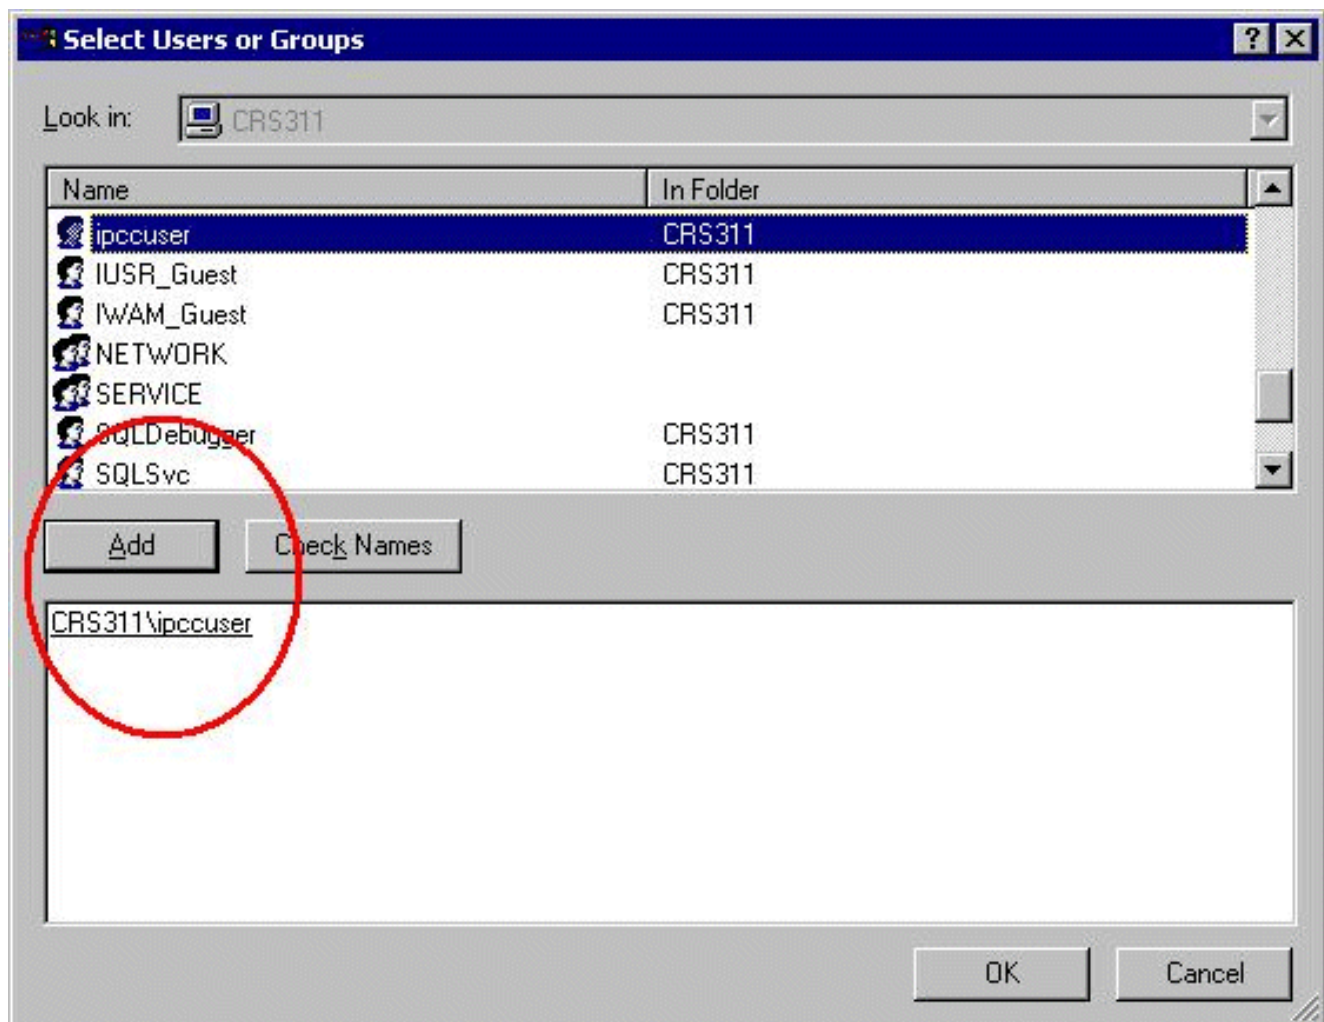 Select Users or Groups
Look in: CRS311
Name In Folder
ipccuser CRS311
IUSR_Guest CRS311
IWAM_Guest CRS311
NETWORK
SERVICE
SQLDebugger CRS311
SQLSvc CRS311
Add Check Names
CRS311\ipccuser
OK Cancel